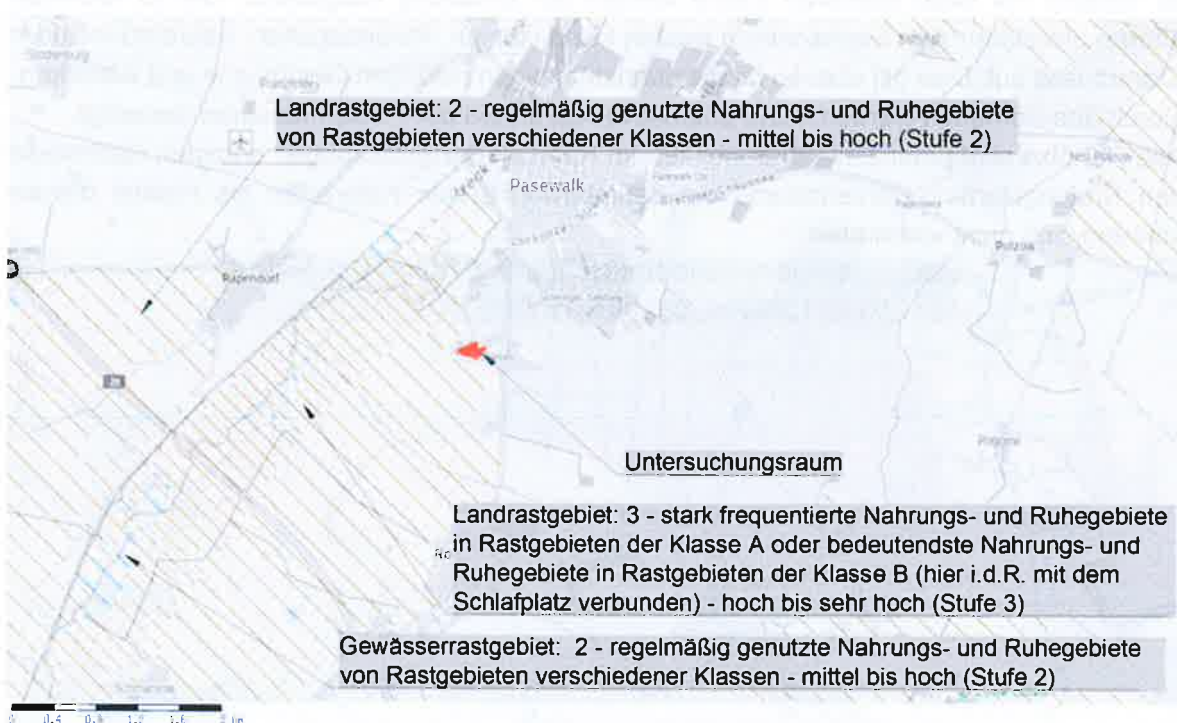 Landrastgebiet: 2 - regelmäßig genutzte Nahrungs- und Ruhegebiete
von Rastgebieten verschiedener Klassen - mittel bis hoch (Stufe 2)
Pasewalk
Polzow
Untersuchungsraum
Landrastgebiet: 3 - stark frequentierte Nahrungs- und Ruhegebiete
in Rastgebieten der Klasse A oder bedeutendste Nahrungs- und
Ruhegebiete in Rastgebieten der Klasse B (hier i.d.R. mit dem
Schlafplatz verbunden) - hoch bis sehr hoch (Stufe 3)
Gewässerrastgebiet: 2 - regelmäßig genutzte Nahrungs- und Ruhegebiete
von Rastgebieten verschiedener Klassen - mittel bis hoch (Stufe 2)